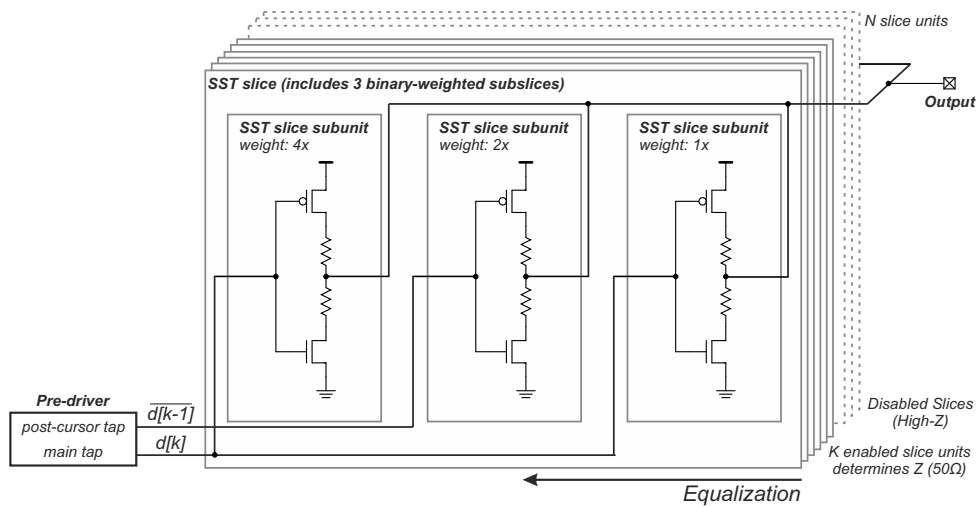 N slice units
SST slice (includes 3 binary-weighted subslices)
Output
SST slice subunit
weight: 4x
SST slice subunit
weight: 2x
SST slice subunit
weight: 1x
Pre-driver
post-cursor tap
main tap
d[k-1]
d[k]
Disabled Slices
(High-Z)
K enabled slice units
determines Z (50Ω)
Equalization